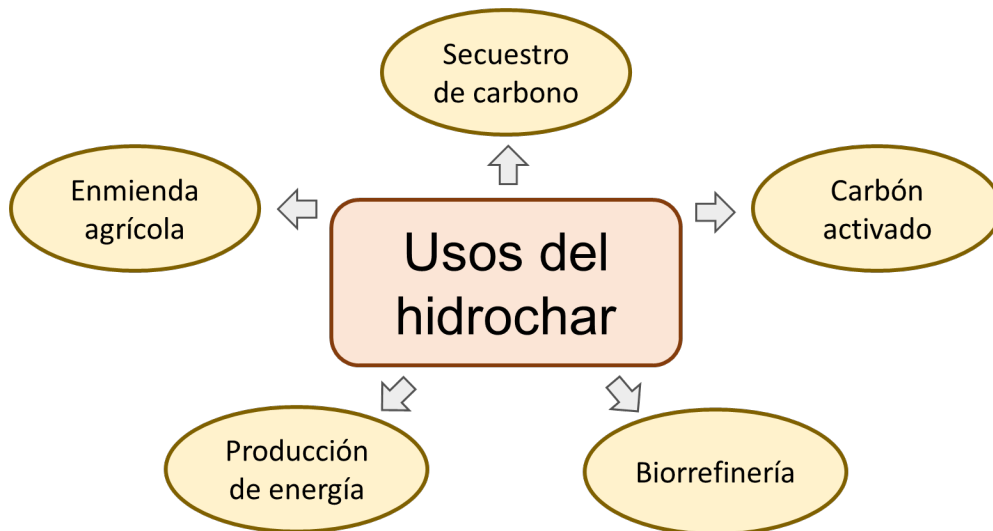 Secuestro
de carbono
Enmienda
agrícola
Carbón
activado
Usos del
hidrochar
Producción
de energía
Biorrefinería